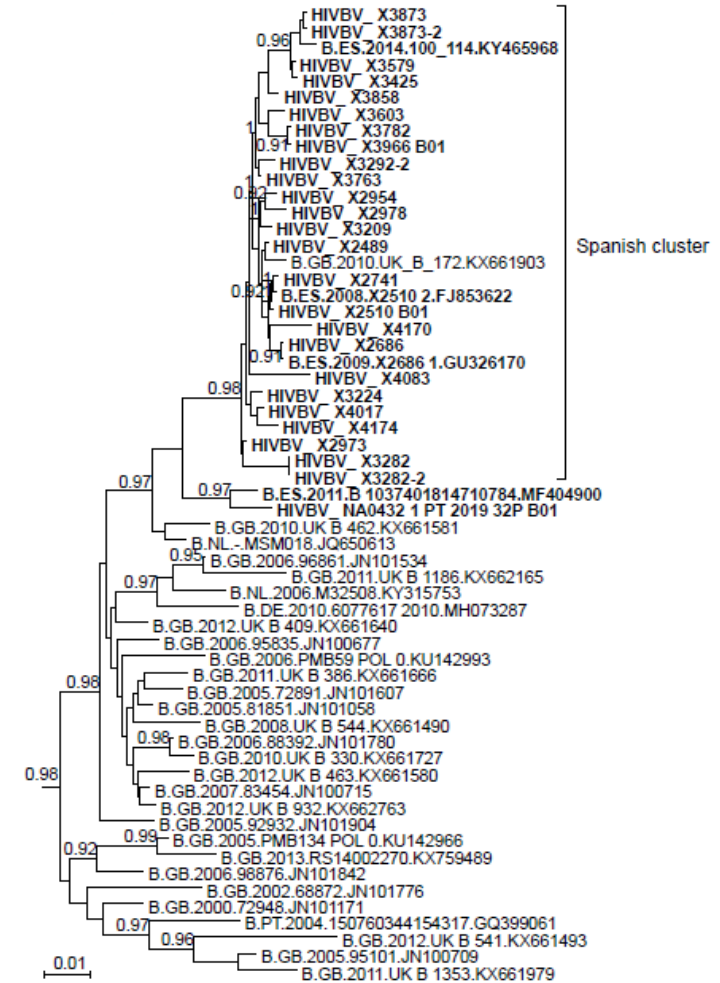 HIVBV_ X3873
HIVBV_ X3873-2
0.96
B.ES.2014.100_114.KY465968
HIVBV_ X3579
HIVBV_ X3425
HIVBV_ X3858
HIVBV_ X3603
1
HIVBV_ X3782
0.91
HIVBV_ X3966 B01
HIVBV_ X3292-2
1
HIVBV_ X3763
0.92
HIVBV_ X2954
1
HIVBV_ X2978
HIVBV_ X3209
HIVBV_ X2489
Spanish cluster
B.GB.2010.UK_B_172.KX661903
1
HIVBV_ X2741
0.92
1
B.ES.2008.X2510 2.FJ853622
HIVBV_ X2510 B01
HIVBV_ X4170
HIVBV_ X2686
0.91
B.ES.2009.X2686 1.GU326170
HIVBV_ X4083
0.98
HIVBV_ X3224
HIVBV_ X4017
HIVBV_ X4174
HIVBV_ X2973
HIVBV_ X3282
HIVBV_ X3282-2
0.97
0.97
B.ES.2011.B 1037401814710784.MF404900
HIVBV_ NA0432 1 PT 2019 32P B01
B.GB.2010.UK B 462.KX661581
B.NL.-.MSM018.JQ650613
0.95
B.GB.2006.96861.JN101534
B.GB.2011.UK B 1186.KX662165
0.97
B.NL.2006.M32508.KY315753
B.DE.2010.6077617 2010.MH073287
B.GB.2012.UK B 409.KX661640
B.GB.2006.95835.JN100677
B.GB.2006.PMB59 POL 0.KU142993
B.GB.2011.UK B 386.KX661666
0.98
B.GB.2005.72891.JN101607
B.GB.2005.81851.JN101058
B.GB.2008.UK B 544.KX661490
0.98
B.GB.2006.88392.JN101780
B.GB.2010.UK B 330.KX661727
0.98
B.GB.2012.UK B 463.KX661580
B.GB.2007.83454.JN100715
B.GB.2012.UK B 932.KX662763
B.GB.2005.92932.JN101904
0.99
B.GB.2005.PMB134 POL 0.KU142966
0.92
B.GB.2013.RS14002270.KX759489
B.GB.2006.98876.JN101842
B.GB.2002.68872.JN101776
B.GB.2000.72948.JN101171
0.97
B.PT.2004.150760344154317.GQ399061
0.96
B.GB.2012.UK B 541.KX661493
B.GB.2005.95101.JN100709
0.01
B.GB.2011.UK B 1353.KX661979